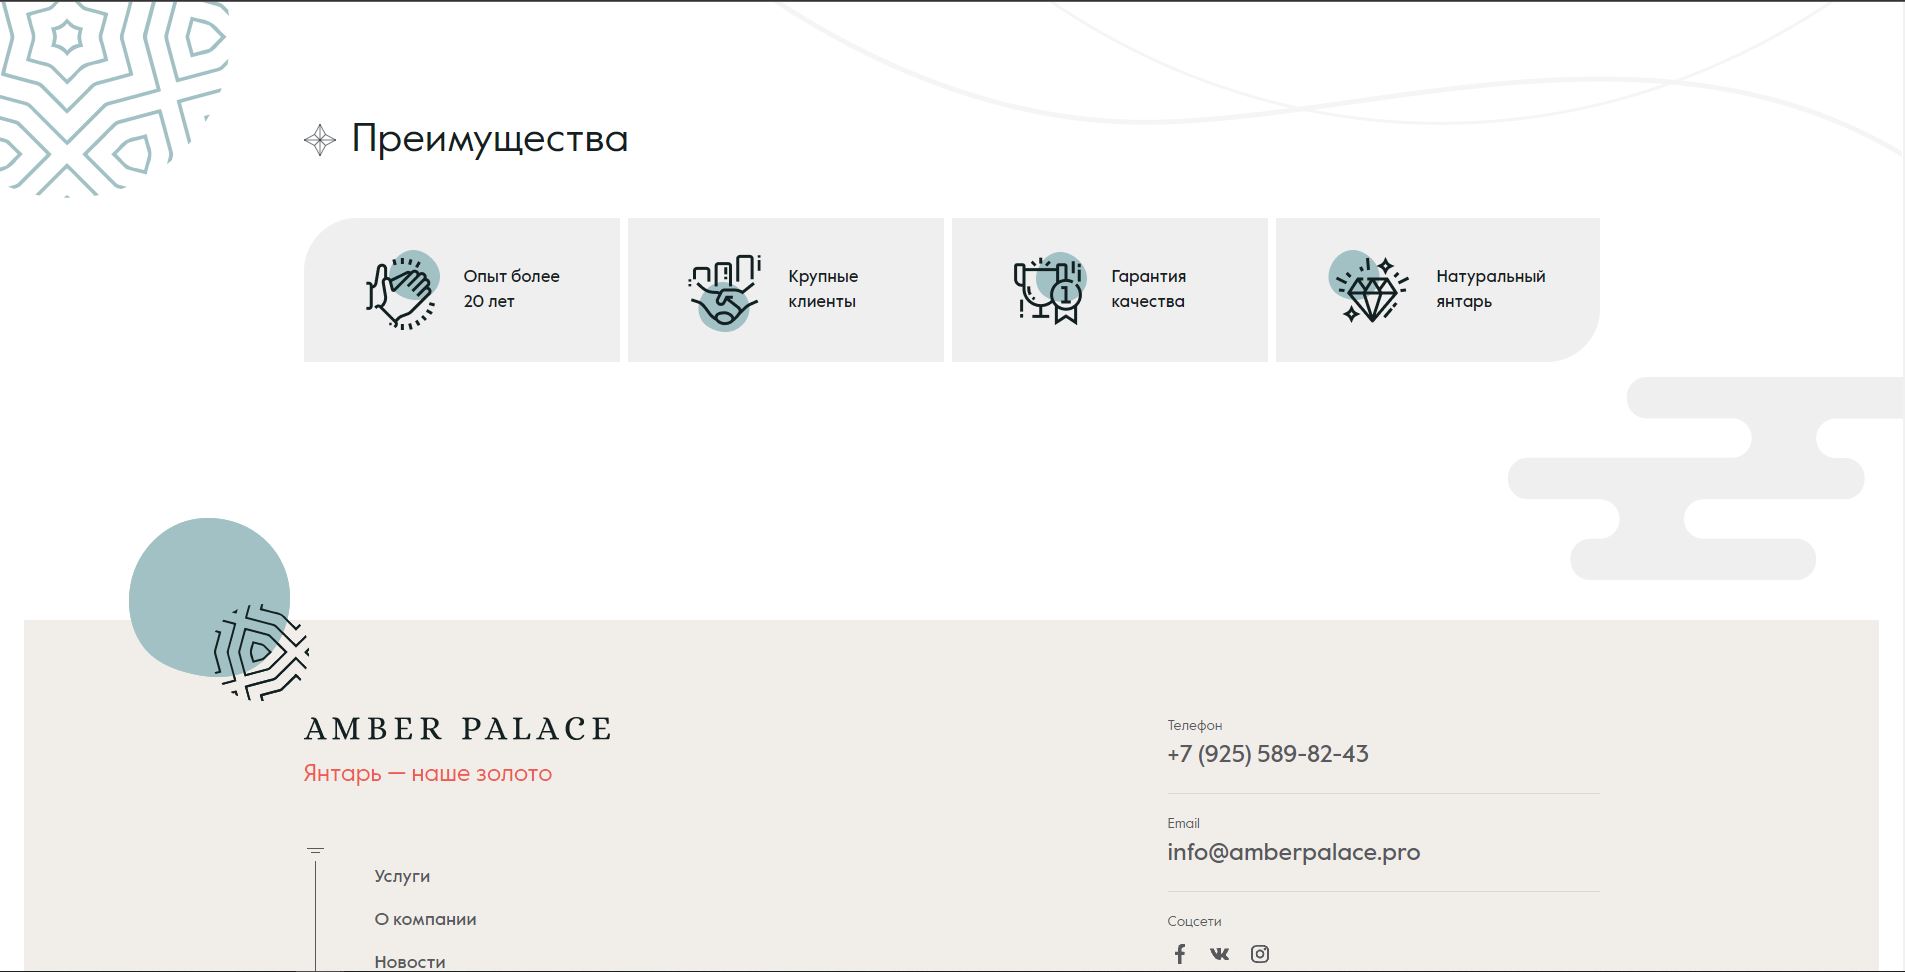 Преимущества
Опыт более
20 лет
Крупные
клиенты
1
Гарантия
качества
Натуральный
янтарь
AMBER PALACE
Янтарь — наше золото
Услуги
О компании
Новости
Телефон
+7 (925) 589-82-43
Email
info@amberpalace.pro
Соцсети